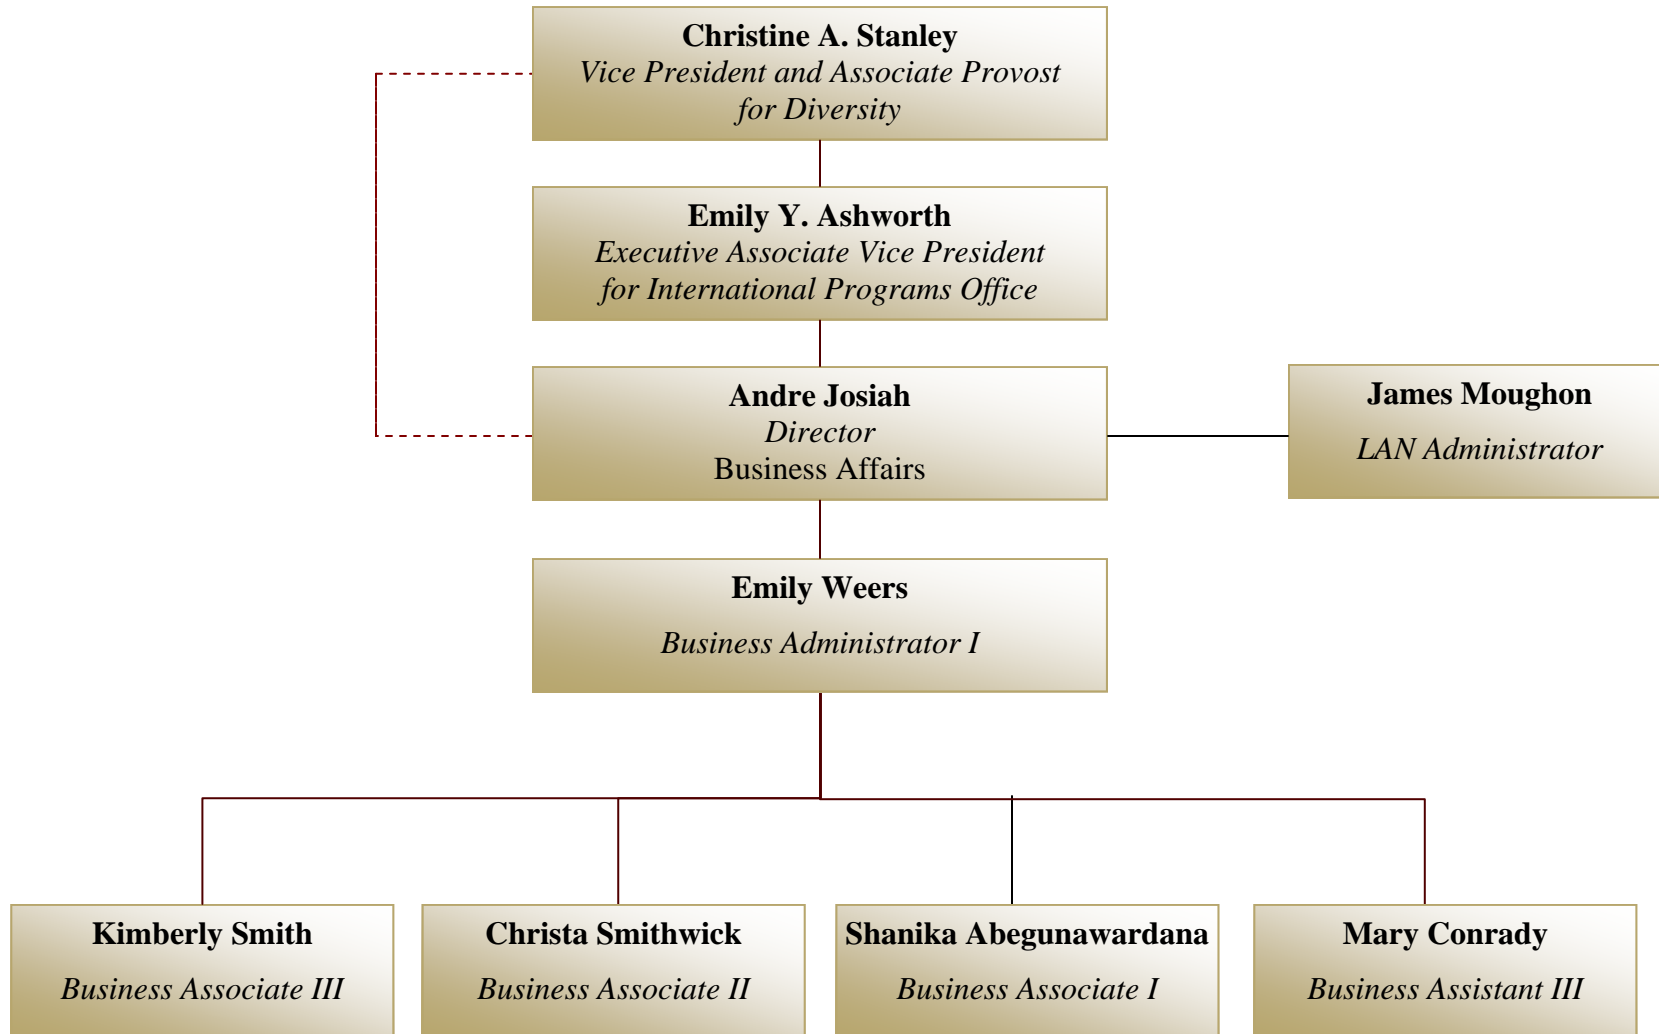 Christine A. Stanley
Vice President and Associate Provost
for Diversity
Emily Y. Ashworth
Executive Associate Vice President
for International Programs Office
Andre Josiah
Director
Business Affairs
James Moughon
LAN Administrator
Emily Weers
Business Administrator I
Kimberly Smith
Business Associate III
Christa Smithwick
Business Associate II
Shanika Abegunawardana
Business Associate I
Mary Conrady
Business Assistant III